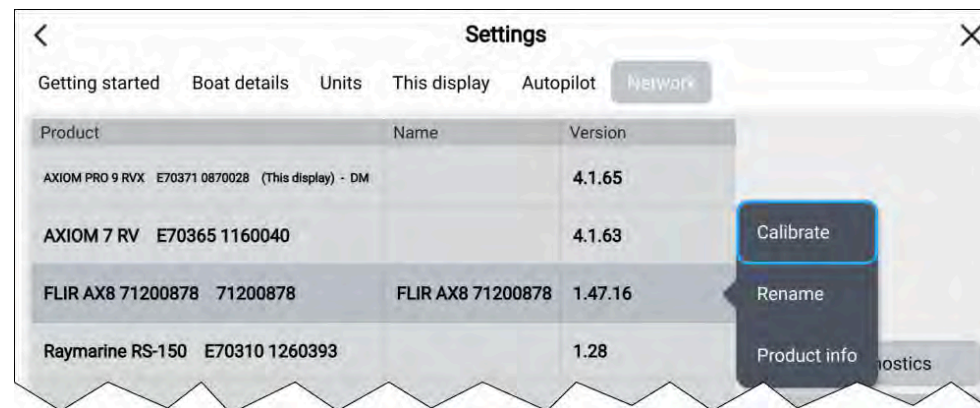 Settings
Getting started Boat details Units This display Autopilot Network
Product Name Version
AXIOM PRO 9 RVX E70371 0870028 (This display) - DM 4.1.65
AXIOM 7 RV E70365 1160040 4.1.63
Calibrate
FLIR AX8 71200878 71200878 FLIR AX8 71200878 1.47.16 Rename
Raymarine RS-150 E70310 1260393 1.28 Product info nostics